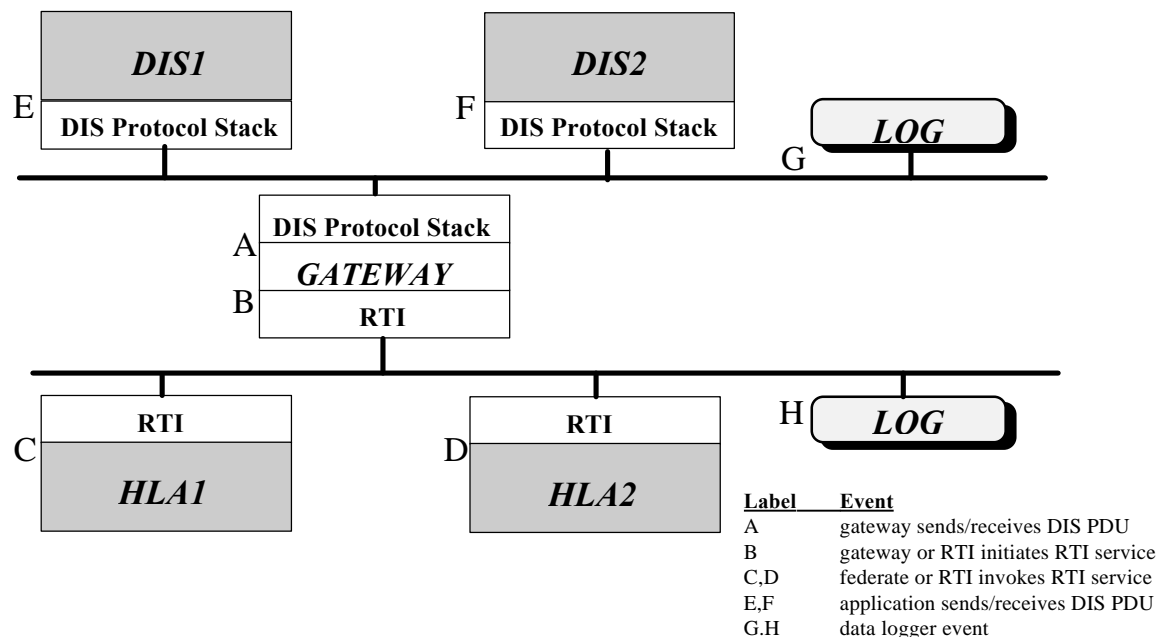 DIS1
DIS2
E
DIS Protocol Stack
F
DIS Protocol Stack
LOG
G
DIS Protocol Stack
A
GATEWAY
B
RTI
RTI
RTI
H
LOG
C
D
HLA1
HLA2
Label Event
A gateway sends/receives DIS PDU
B gateway or RTI initiates RTI service
C,D federate or RTI invokes RTI service
E,F application sends/receives DIS PDU
G.H data logger event